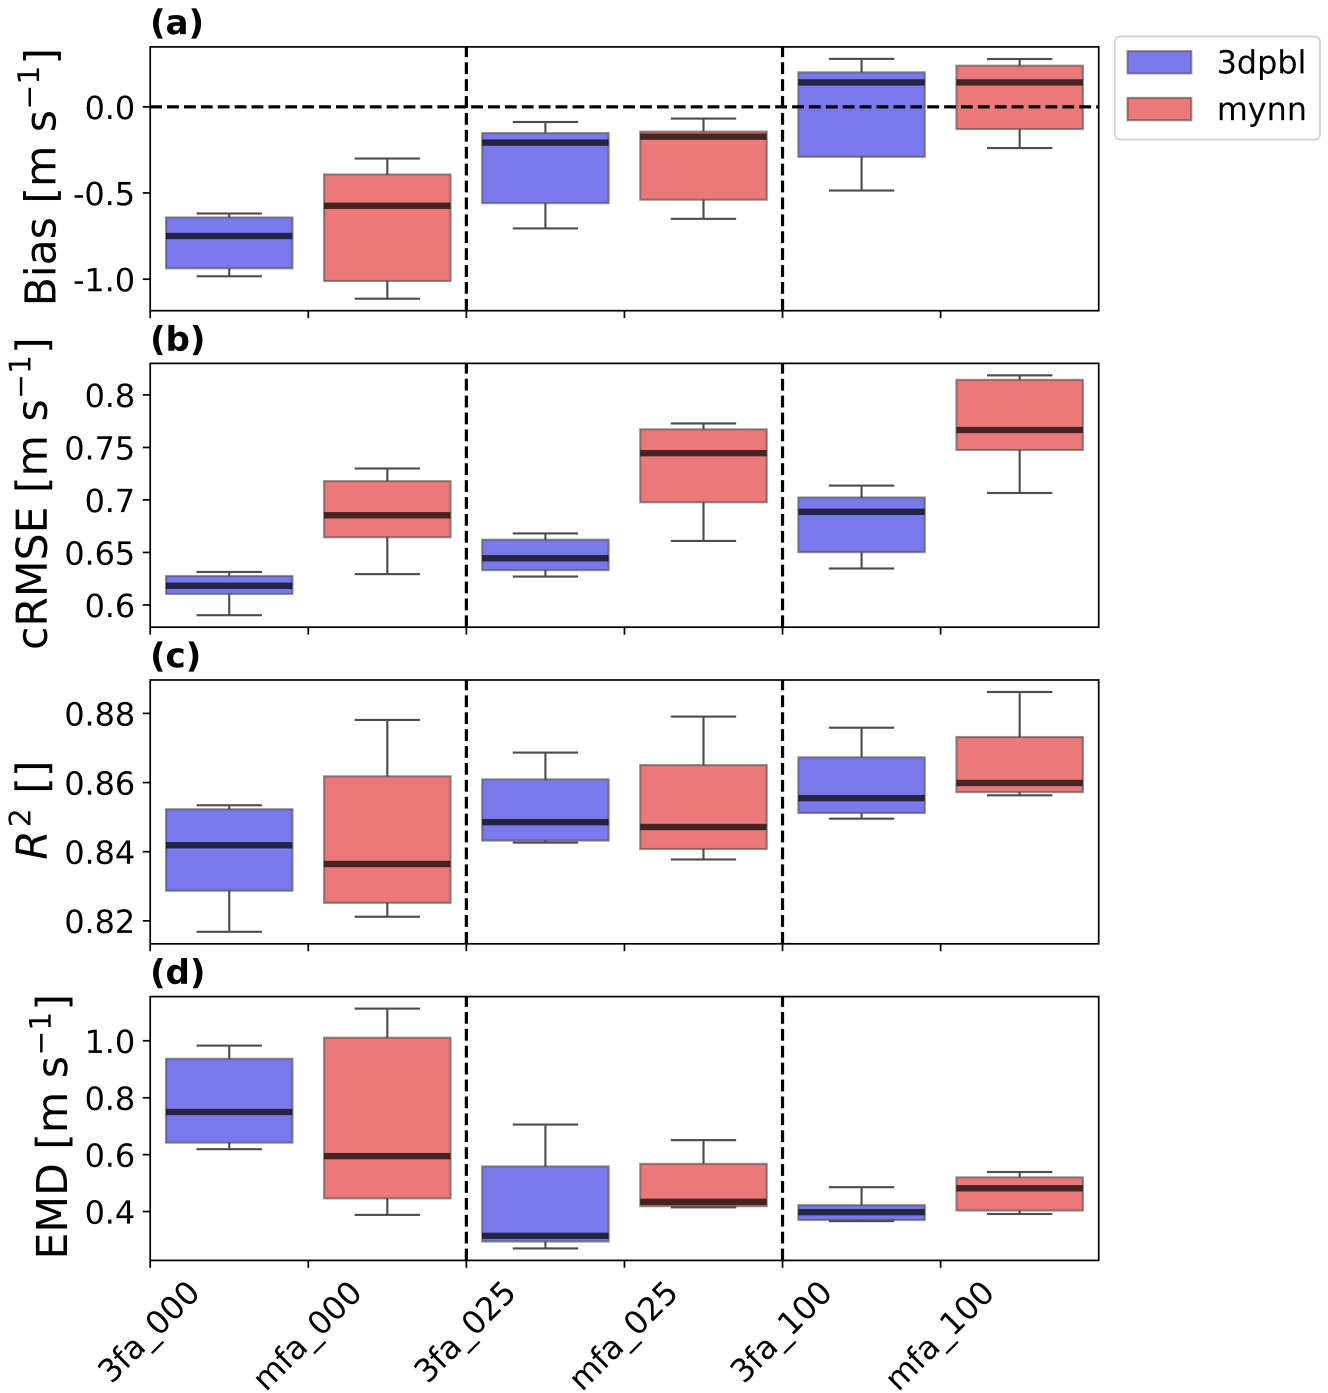 (a)
3dpbl
mynn
Bias [m s⁻¹]
0.0
-0.5
-1.0
(b)
cRMSE [m s⁻¹]
0.8
0.75
0.7
0.65
0.6
(c)
R² []
0.88
0.86
0.84
0.82
(d)
EMD [m s⁻¹]
1.0
0.8
0.6
0.4
3fa_000
mfa_000
3fa_025
mfa_025
3fa_100
mfa_100